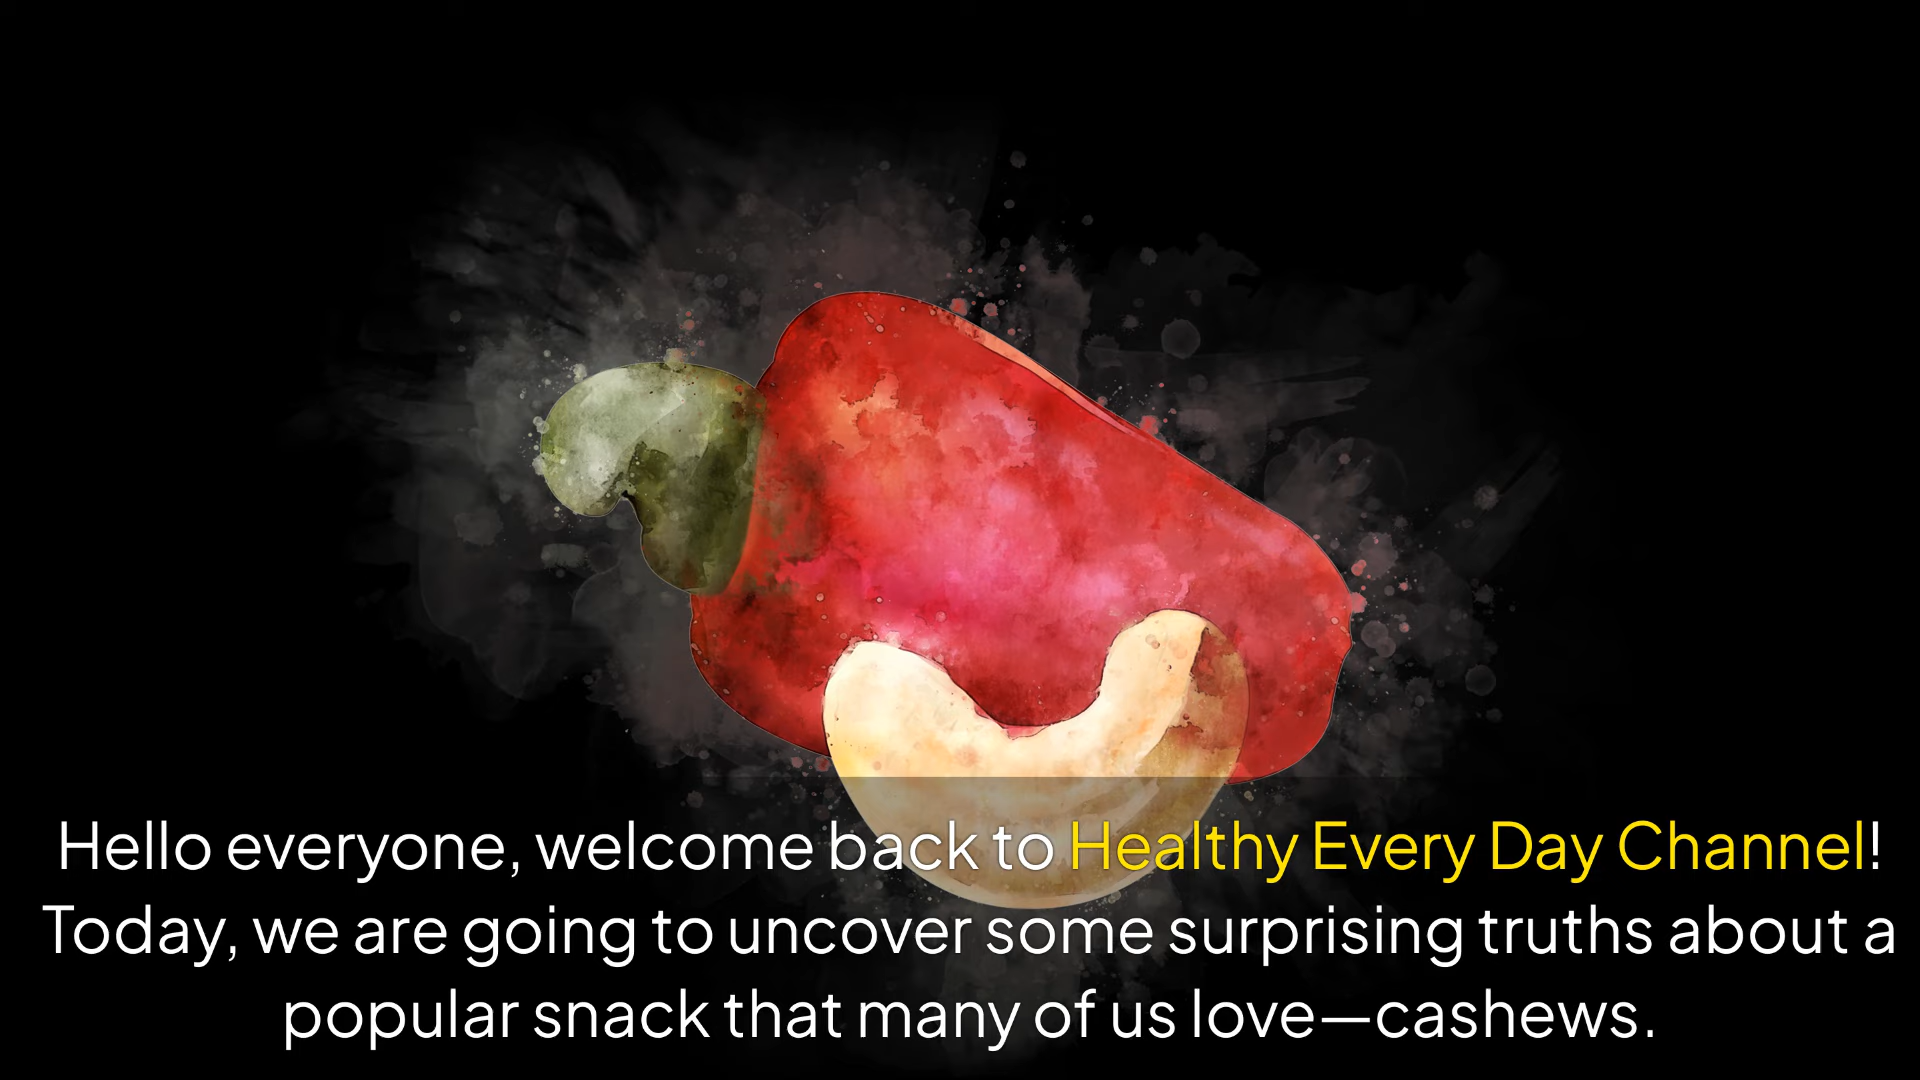 Hello everyone, welcome back to Healthy Every Day Channel!
Today, we are going to uncover some surprising truths about a
popular snack that many of us love—cashews.